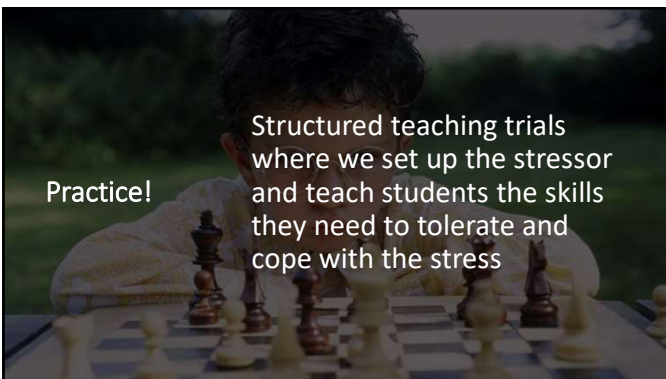 Practice!
Structured teaching trials
where we set up the stressor
and teach students the skills
they need to tolerate and
cope with the stress